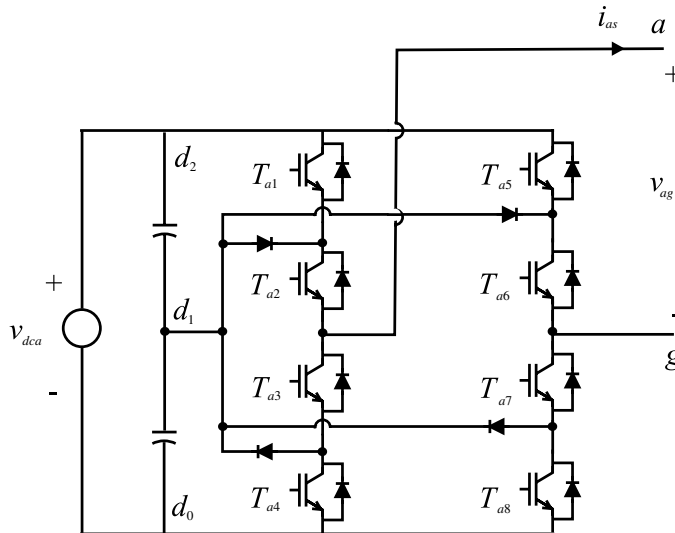 i_as a
+
d_2 T_a1 T_a5
v_ag
+ T_a2 T_a6
v_dca d_1
-
- T_a3 T_a7 g
d_0 T_a4 T_a8